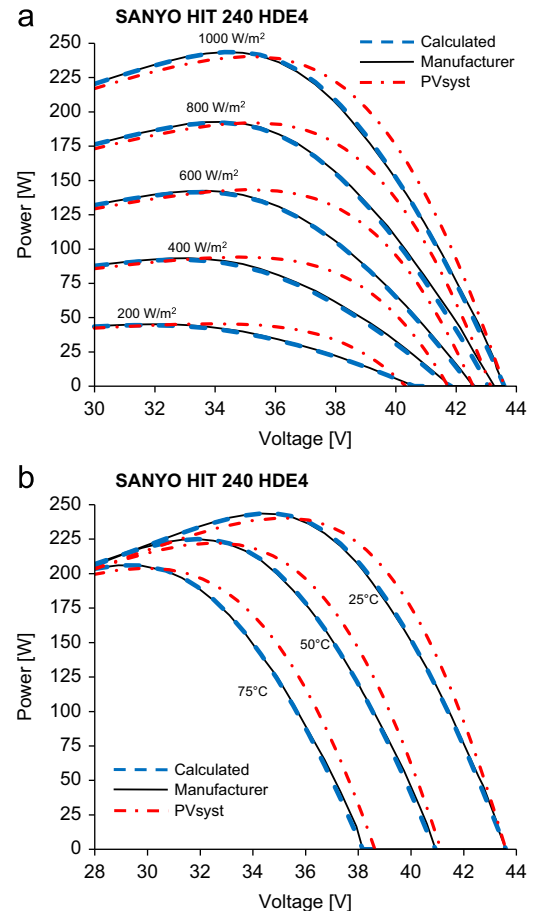 a
SANYO HIT 240 HDE4
250
225
200
175
150
125
100
75
50
25
0
Power [W]
1000 W/m²
800 W/m²
600 W/m²
400 W/m²
200 W/m²
Calculated
Manufacturer
PVsyst
30 32 34 36 38 40 42 44
Voltage [V]
b
SANYO HIT 240 HDE4
250
225
200
175
150
125
100
75
50
25
0
Power [W]
25°C
50°C
75°C
Calculated
Manufacturer
PVsyst
28 30 32 34 36 38 40 42 44
Voltage [V]